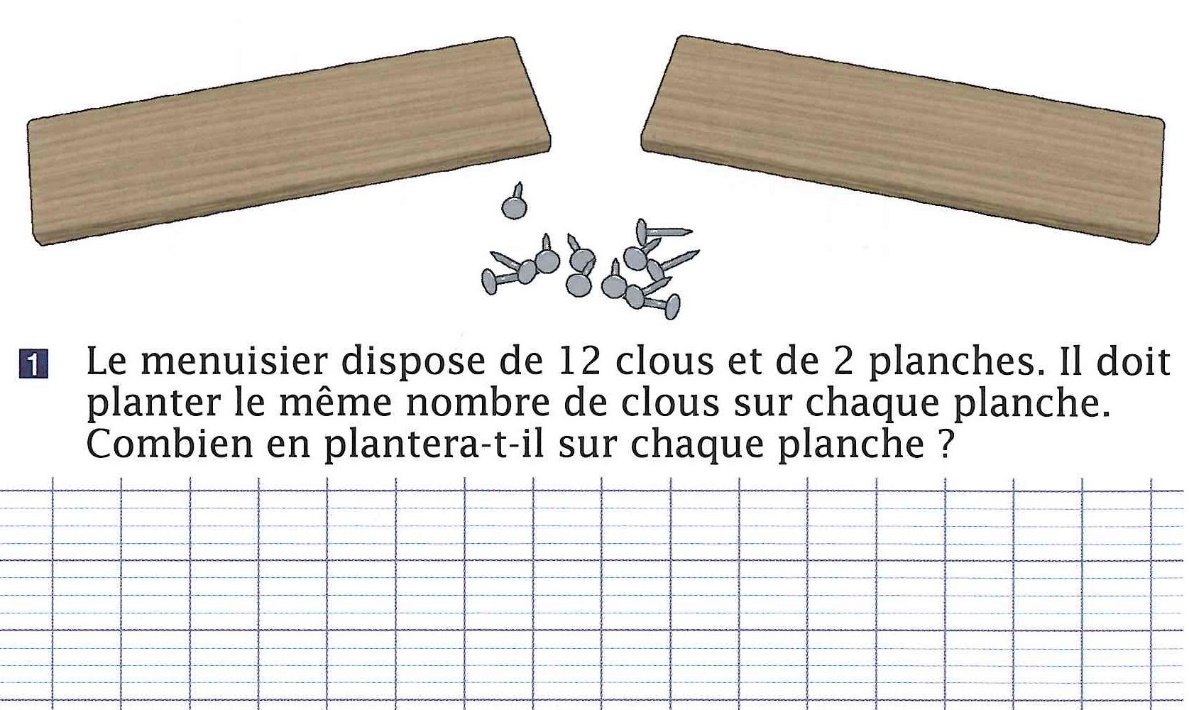 1 Le menuisier dispose de 12 clous et de 2 planches. Il doit
planter le même nombre de clous sur chaque planche.
Combien en plantera-t-il sur chaque planche ?